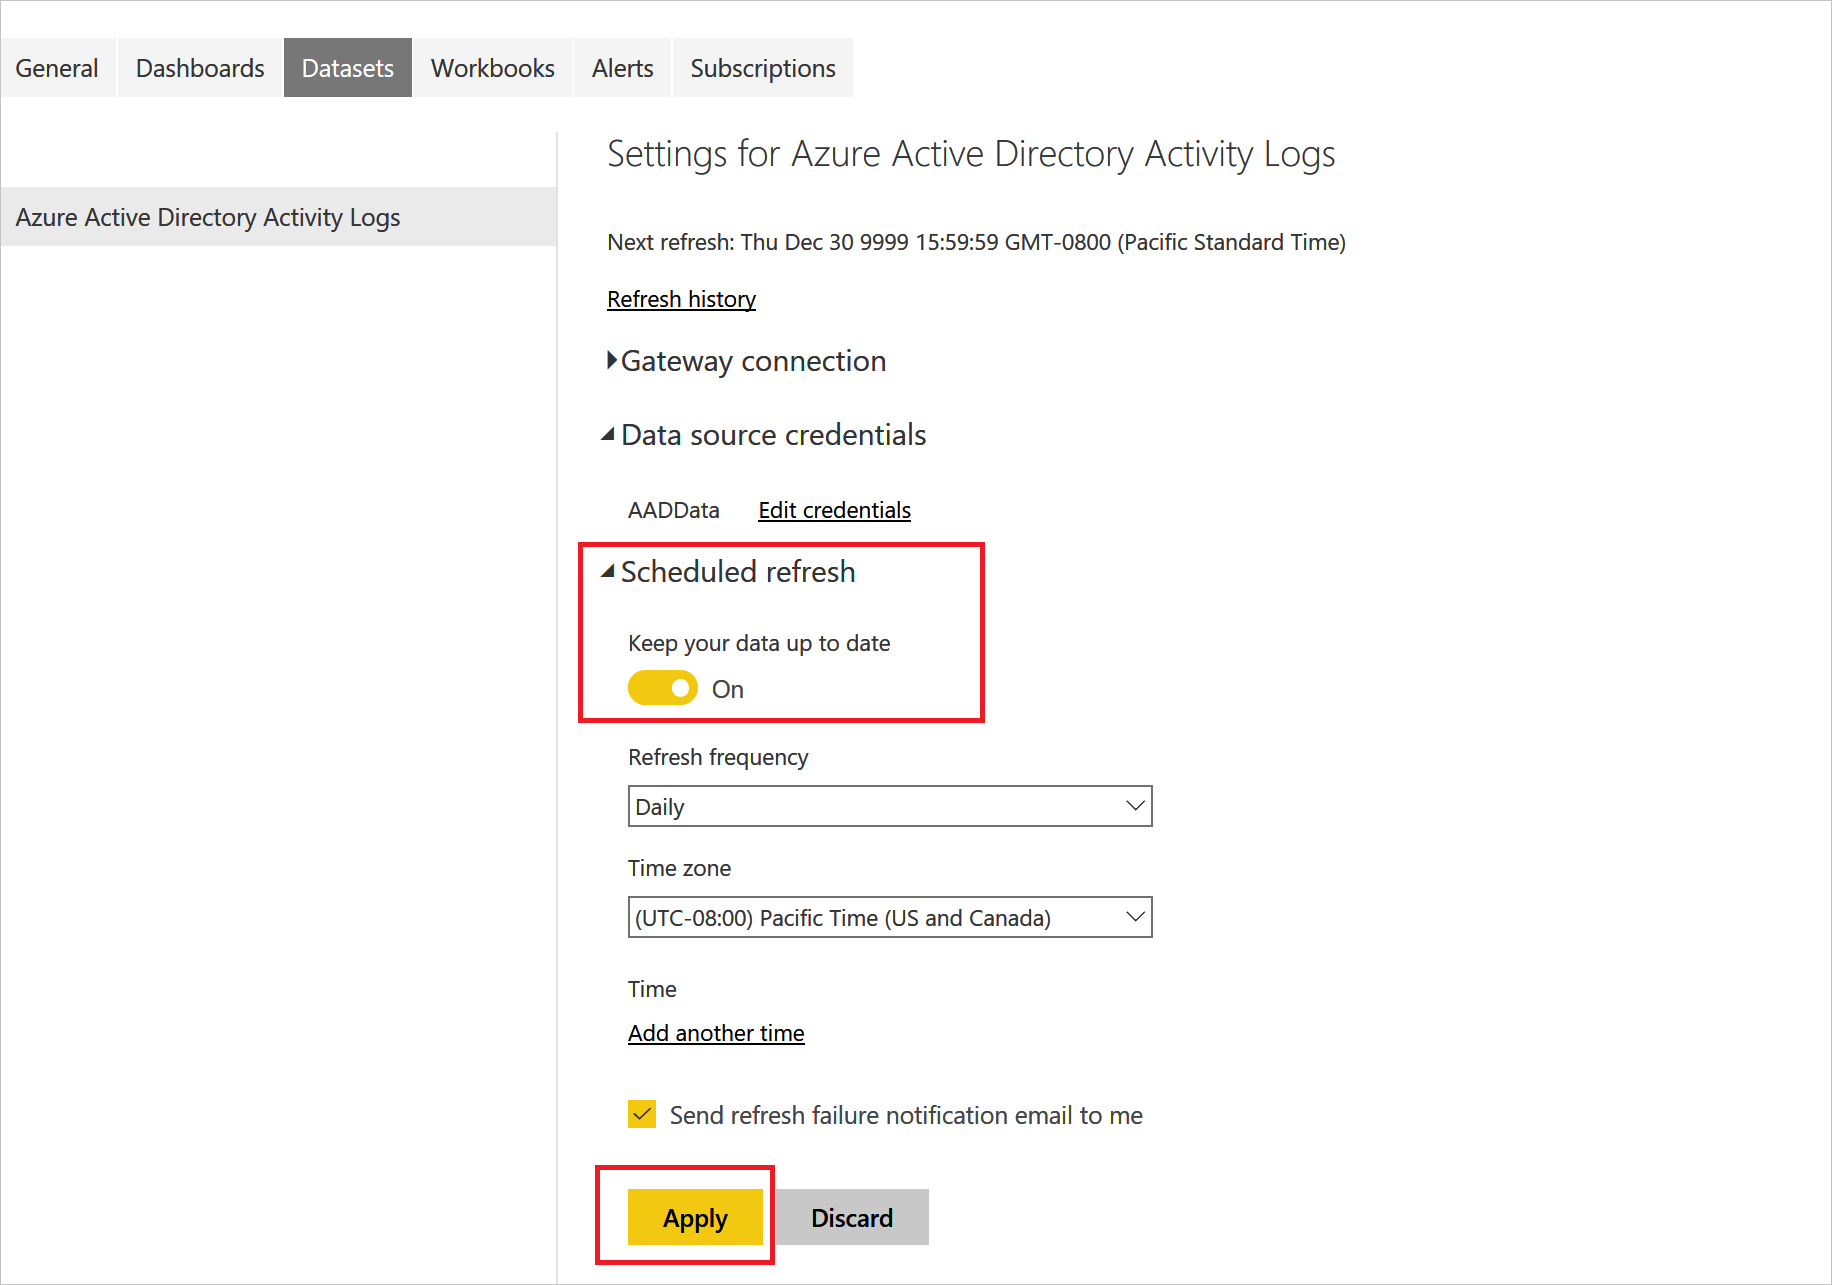 General
Dashboards
Datasets
Workbooks
Alerts
Subscriptions
Azure Active Directory Activity Logs
Settings for Azure Active Directory Activity Logs
Next refresh: Thu Dec 30 9999 15:59:59 GMT-0800 (Pacific Standard Time)
Refresh history
Gateway connection
Data source credentials
AADData Edit credentials
Scheduled refresh
Keep your data up to date
On
Refresh frequency
Daily
Time zone
(UTC-08:00) Pacific Time (US and Canada)
Time
Add another time
Send refresh failure notification email to me
Apply
Discard